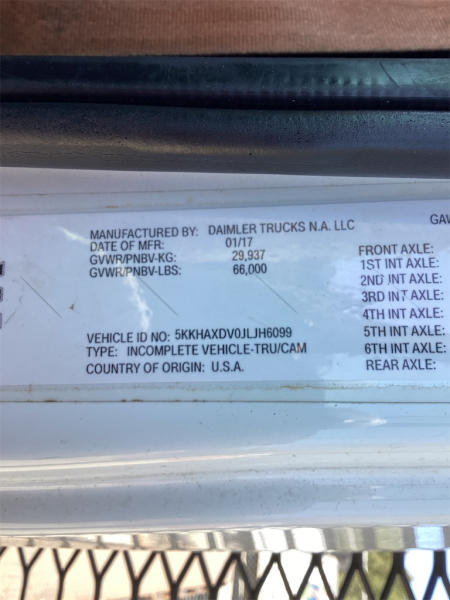 MANUFACTURED BY: DAIMLER TRUCKS N.A. LLC
DATE OF MFR: 01/17
GVWR/PNBV-KG: 29,937
GVWR/PNBV-LBS: 66,000
VEHICLE ID NO: 5KKHAXDV0JLJH6099
TYPE: INCOMPLETE VEHICLE-TRU/CAM
COUNTRY OF ORIGIN: U.S.A.
GAW
FRONT AXLE:
1ST INT AXLE:
2ND INT AXLE:
3RD INT AXLE:
4TH INT AXLE:
5TH INT AXLE:
6TH INT AXLE:
REAR AXLE: